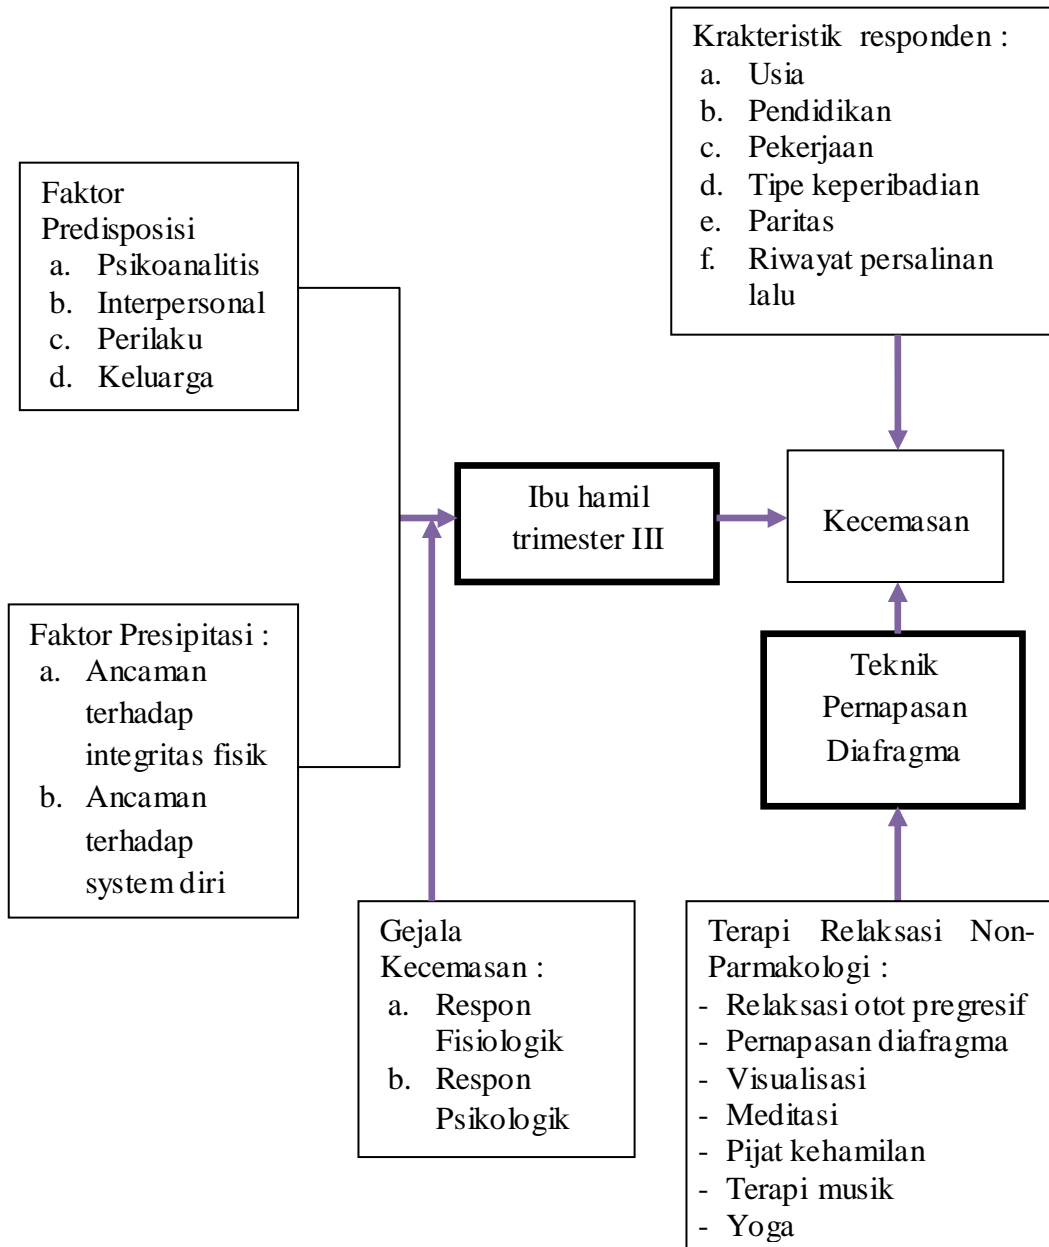 Krakteristik responden :
a. Usia
b. Pendidikan
c. Pekerjaan
d. Tipe keperibadian
e. Paritas
f. Riwayat persalinan
lalu
Faktor
Predisposisi
a. Psikoanalitis
b. Interpersonal
c. Perilaku
d. Keluarga
Ibu hamil
trimester III
Kecemasan
Faktor Presipitasi :
a. Ancaman
terhadap
integritas fisik
b. Ancaman
terhadap
system diri
Teknik
Pernapasan
Diafragma
Gejala
Kecemasan :
a. Respon
Fisiologik
b. Respon
Psikologik
Terapi Relaksasi Non-
Parmakologi :
- Relaksasi otot pregresif
- Pernapasan diafragma
- Visualisasi
- Meditasi
- Pijat kehamilan
- Terapi musik
- Yoga